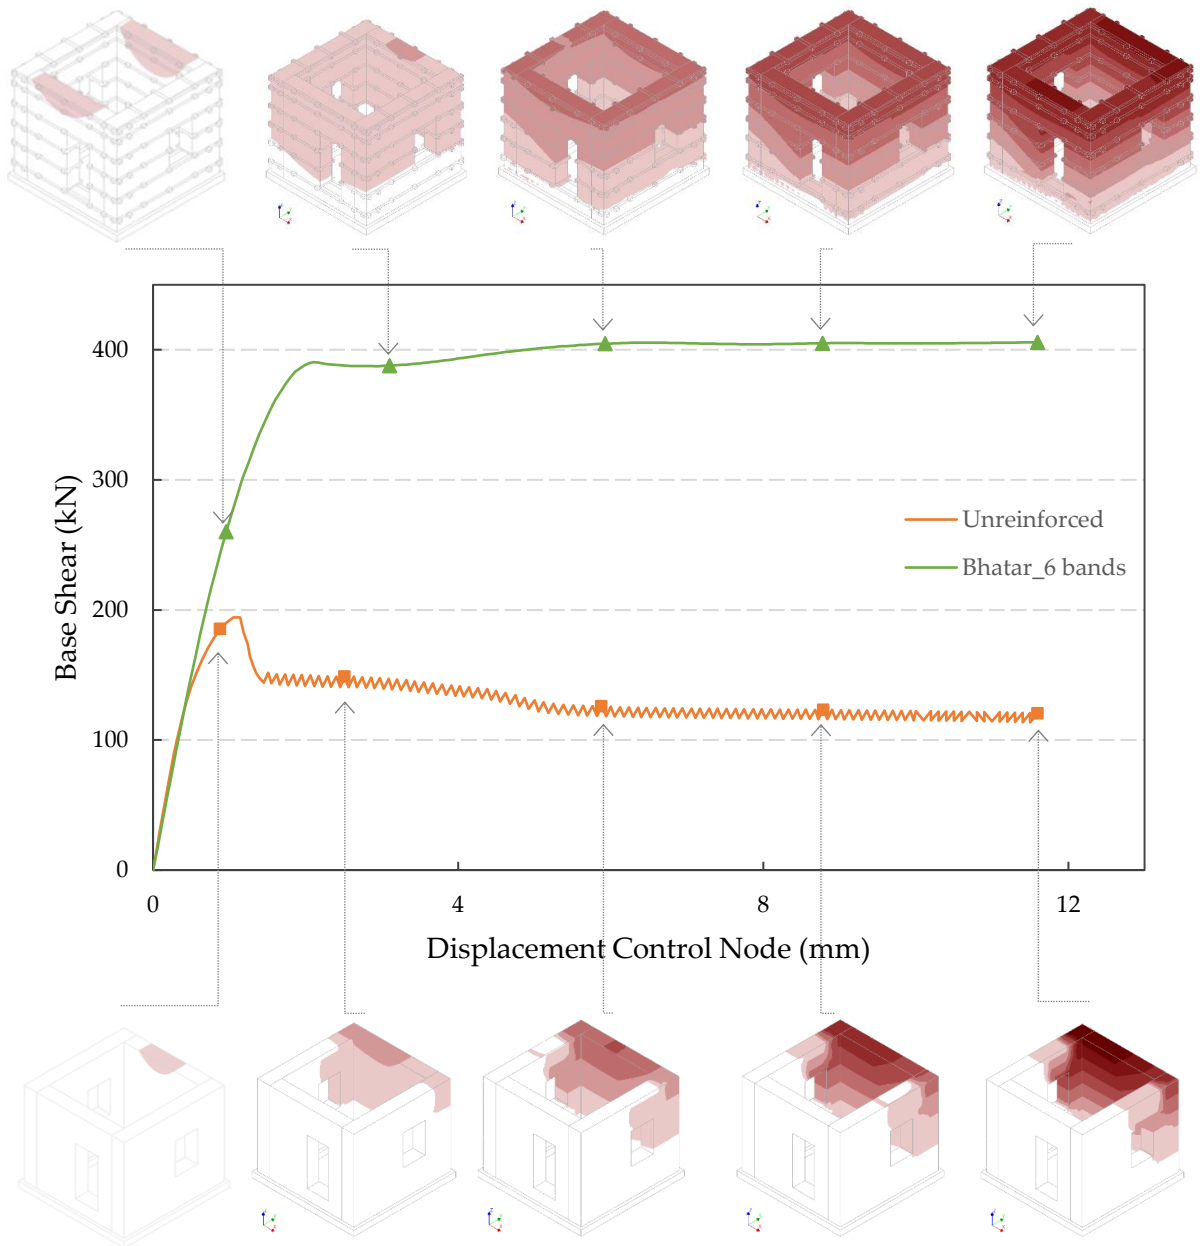 400
300
200
100
0
Base Shear (kN)
Unreinforced
Bhatar_6 bands
0 4 8 12
Displacement Control Node (mm)